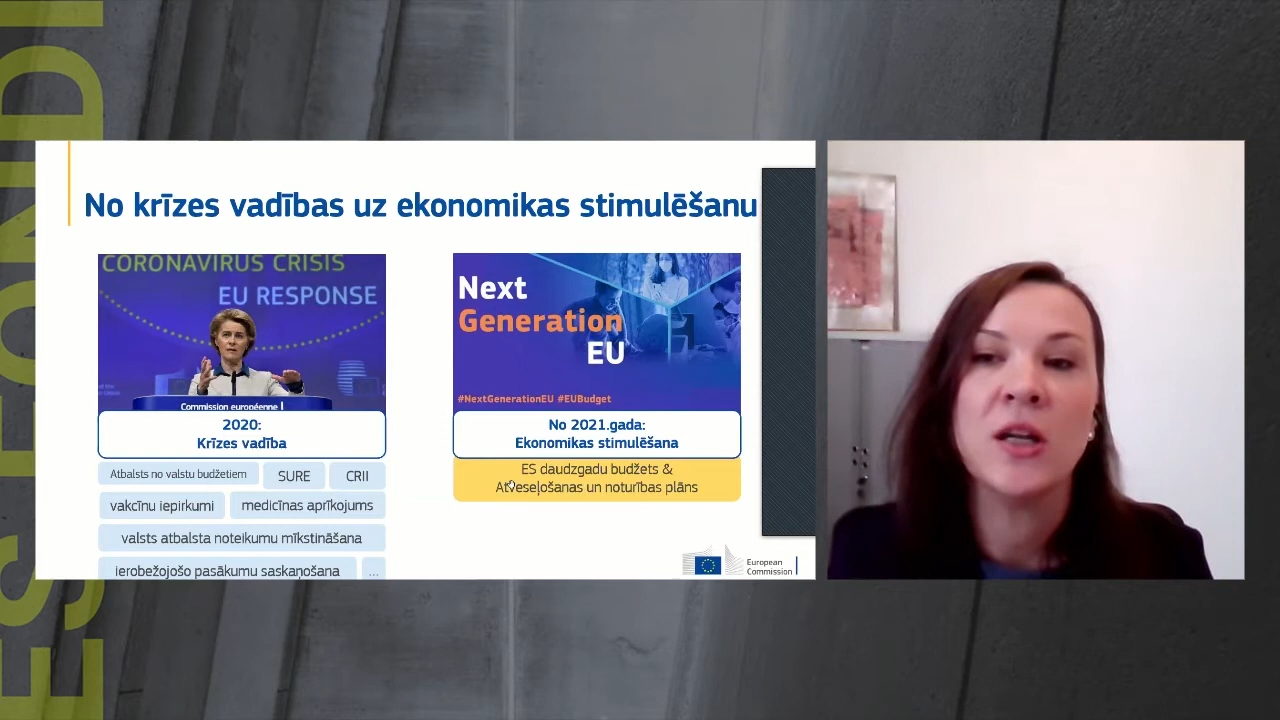 ES FONDI
No krīzes vadības uz ekonomikas stimulēšanu
CORONAVIRUS CRISIS
EU RESPONSE
Commission européenne
2020:
Krīzes vadība
Atbalsts no valstu budžetiem
SURE
CRII
vakcīnu iepirkumi
medicīnas aprīkojums
valsts atbalsta noteikumu mīkstināšana
ierobežojošo pasākumu saskaņošana
...
Next
Generation
EU
#NextGenerationEU #EUBudget
No 2021.gada:
Ekonomikas stimulēšana
ES daudzgadu budžets &
Atveseļošanas un noturības plāns
European
Commission